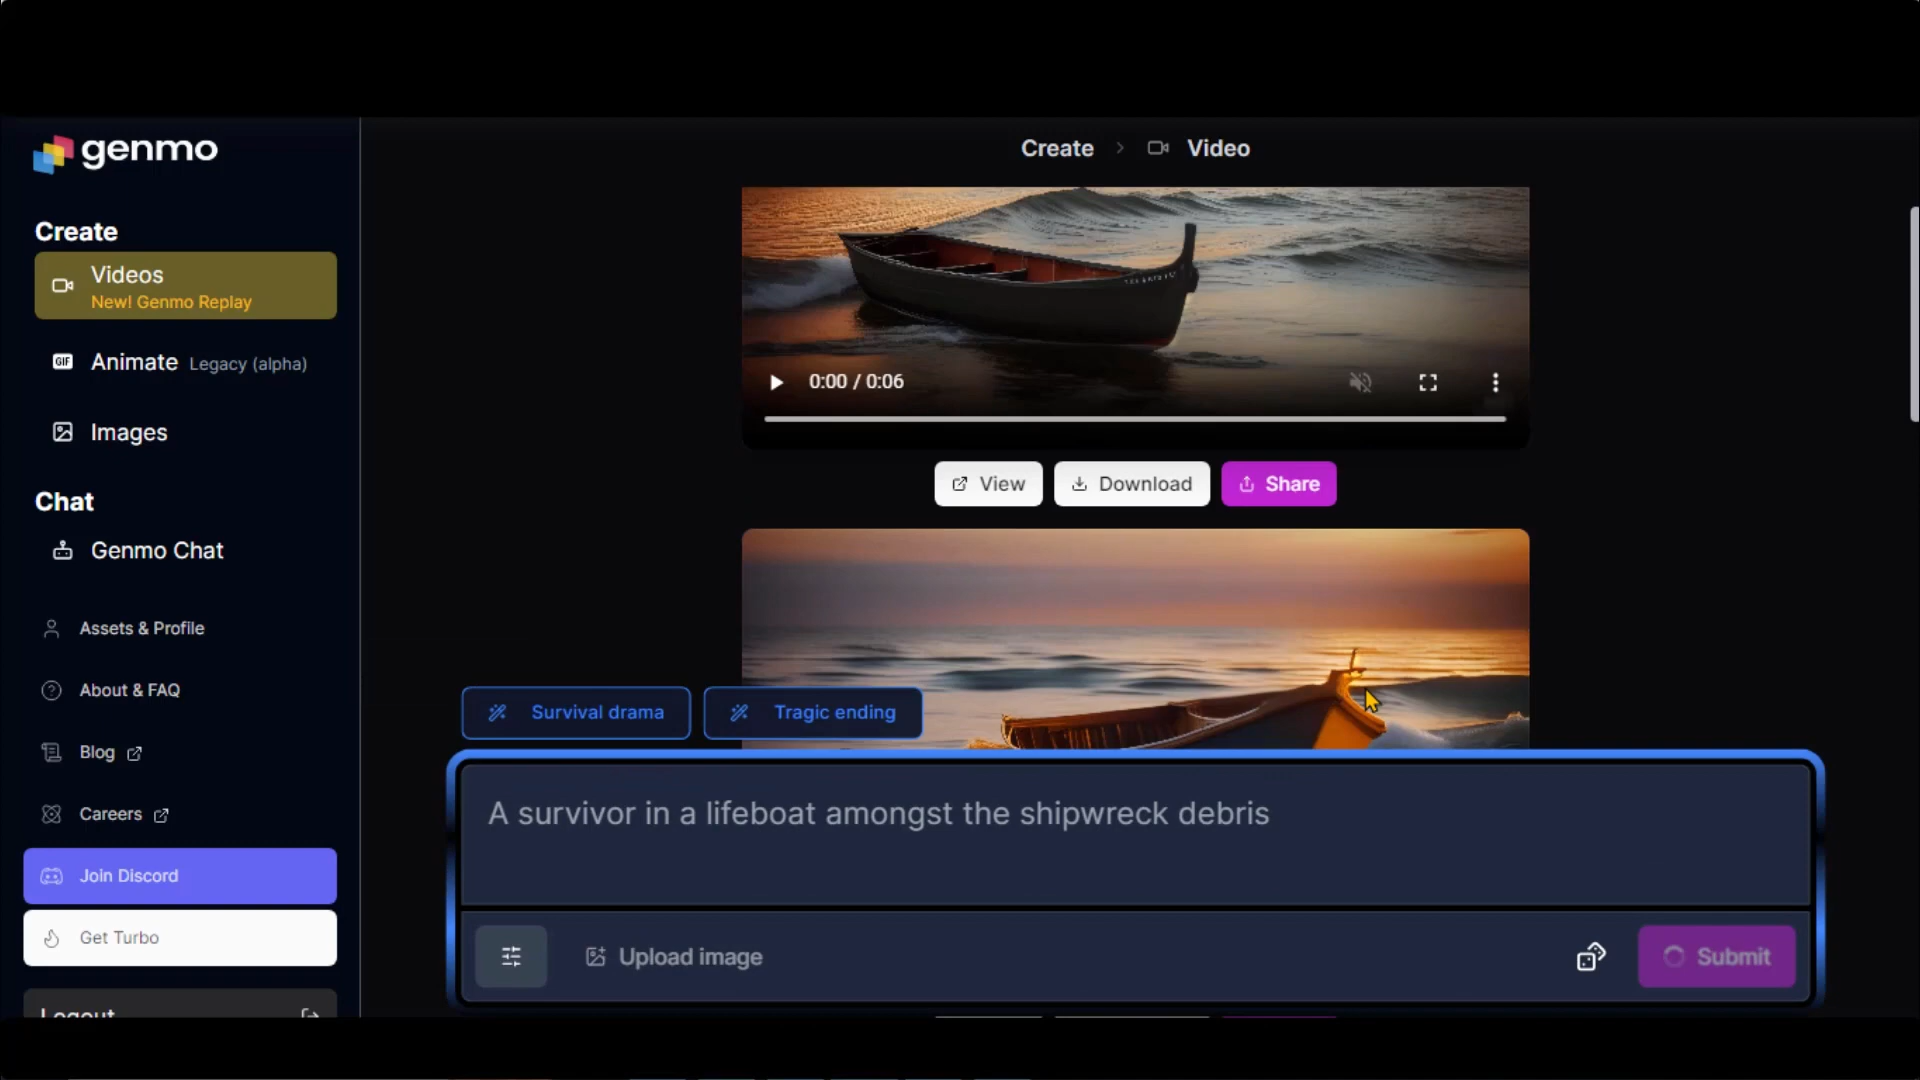 genmo
Create > Video
Create
Videos
New! Genmo Replay
GIF Animate Legacy (alpha)
0:00 / 0:06
Images
View Download Share
Chat
Genmo Chat
Assets & Profile
About & FAQ
Survival drama Tragic ending
Blog
A survivor in a lifeboat amongst the shipwreck debris
Careers
Join Discord
Get Turbo
Upload image Submit
Logout